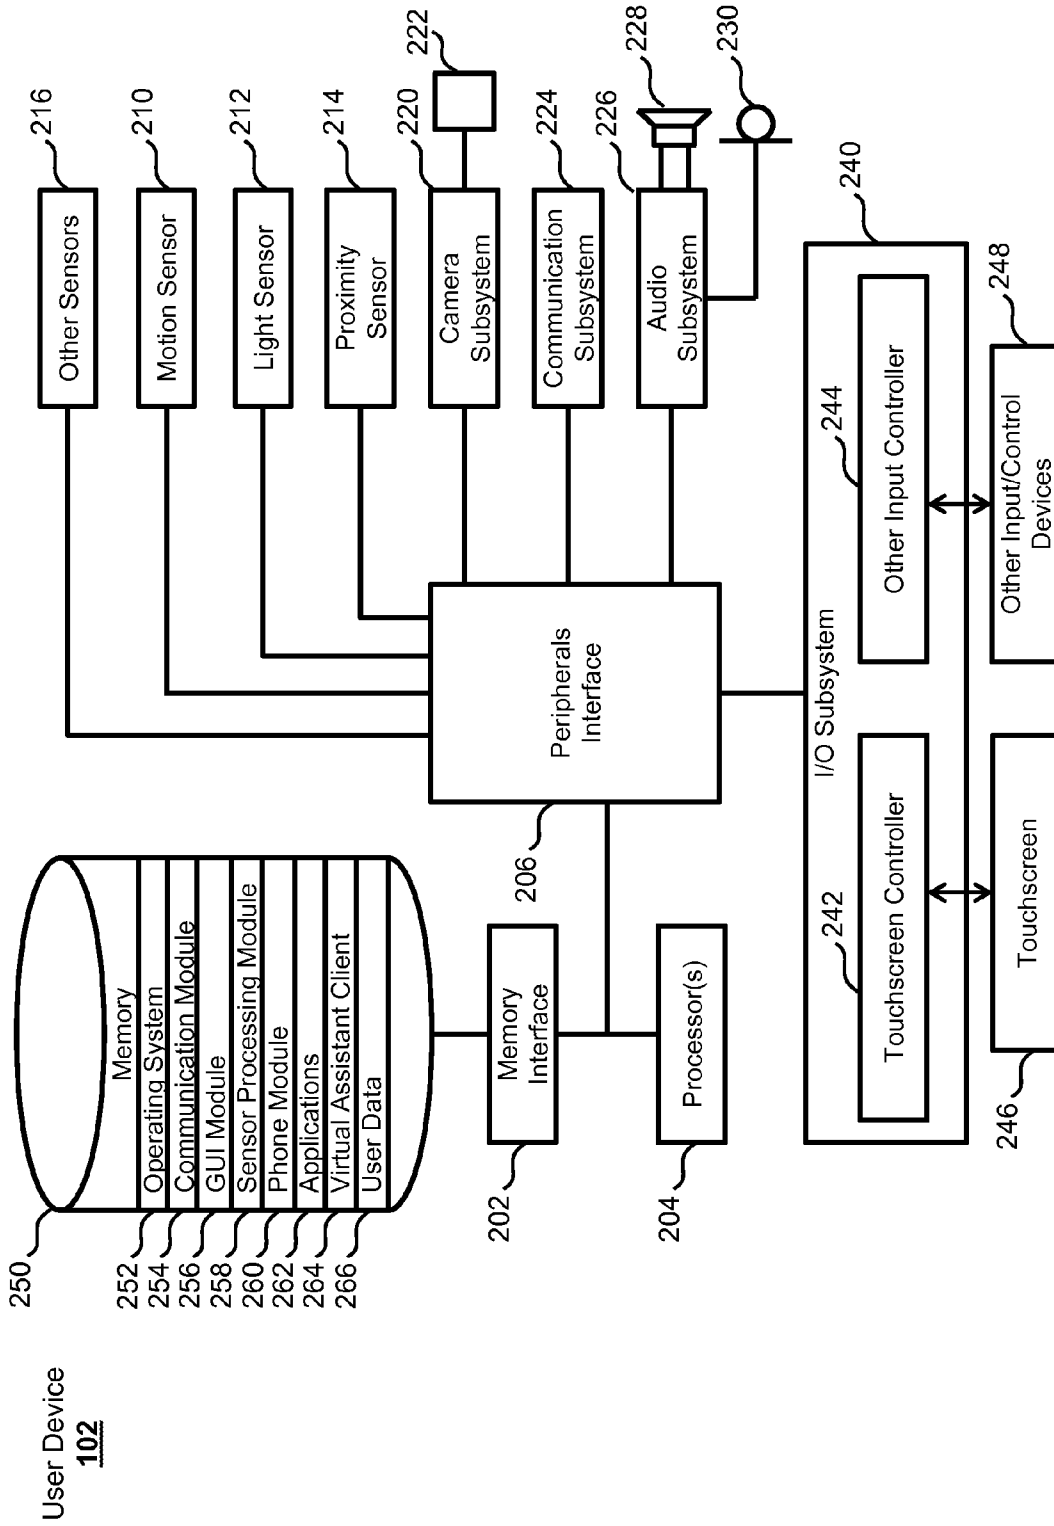 User Device
102
250
Memory
252
Operating System
254
Communication Module
256
GUI Module
258
Sensor Processing Module
260
Phone Module
262
Applications
264
Virtual Assistant Client
266
User Data
202
Memory
Interface
204
Processor(s)
206
Peripherals
Interface
Other Sensors
216
Motion Sensor
210
Light Sensor
212
Proximity
Sensor
214
Camera
Subsystem
220
222
Communication
Subsystem
224
Audio
Subsystem
226
228
230
I/O Subsystem
240
242
Touchscreen Controller
244
Other Input Controller
246
Touchscreen
Other Input/Control
Devices
248